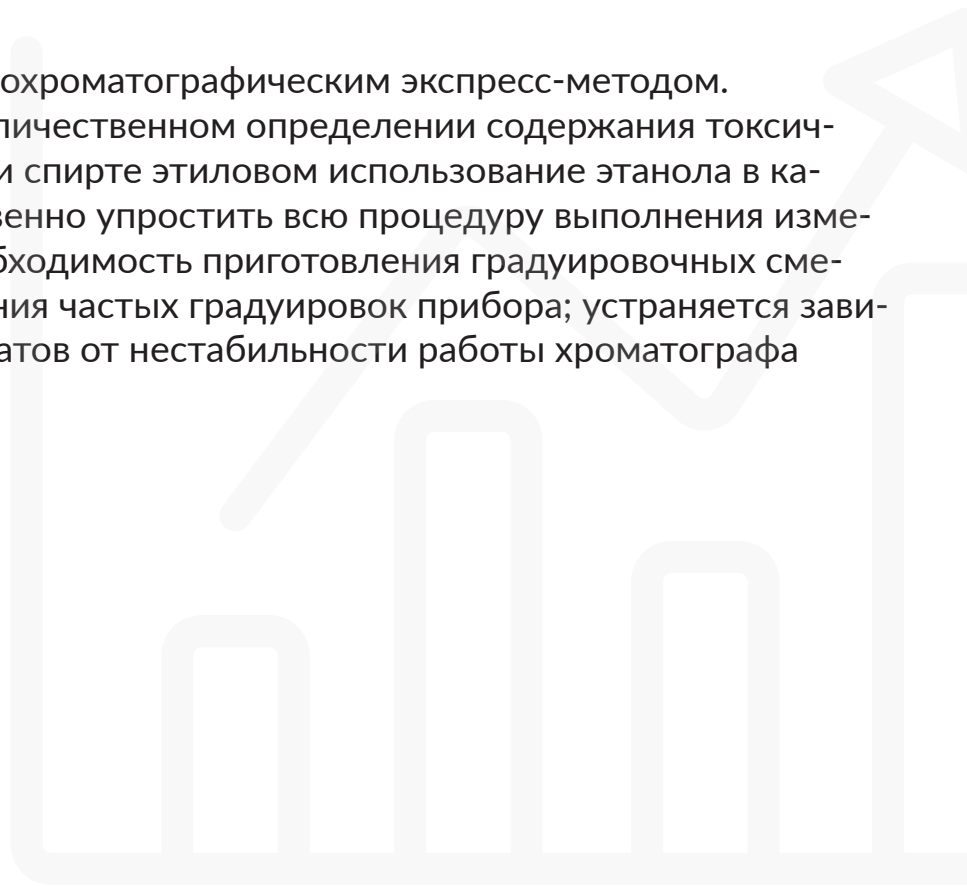 охроматографическим экспресс-методом.
личественном определении содержания токсич-
и спирте этиловом использование этанола в ка-
венно упростить всю процедуру выполнения изме-
бходимость приготовления градуировочных сме-
ния частых градуировок прибора; устраняется зави-
атов от нестабильности работы хроматографа